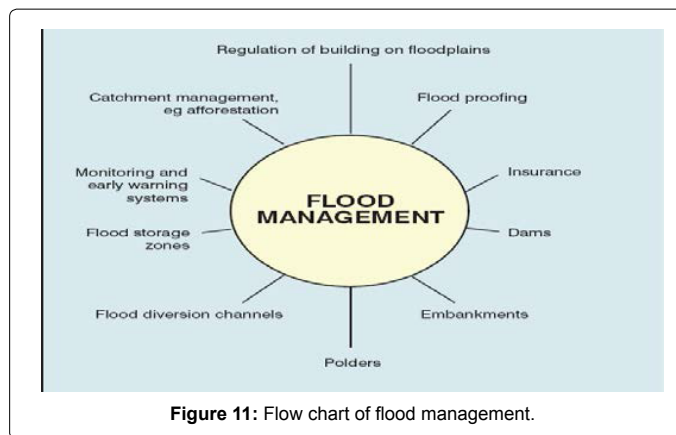 Regulation of building on floodplains
Catchment management,
eg afforestation
Flood proofing
Monitoring and
early warning
systems
Insurance
FLOOD
MANAGEMENT
Flood storage
zones
Dams
Flood diversion channels
Embankments
Polders
Figure 11: Flow chart of flood management.